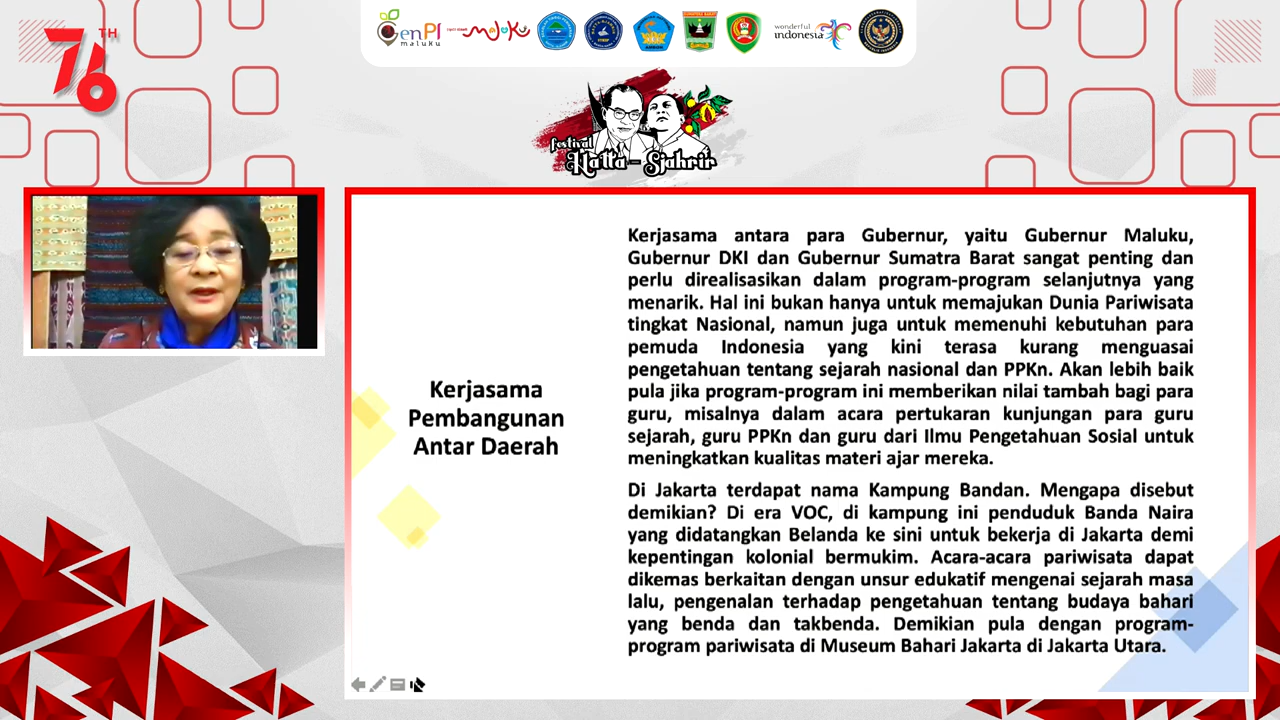 76 TH
GenPI
maluku
Maluku
wonderful
indonesia
festival
Hatta - Sjahrir
Kerjasama
Pembangunan
Antar Daerah
Kerjasama antara para Gubernur, yaitu Gubernur Maluku,
Gubernur DKI dan Gubernur Sumatra Barat sangat penting dan
perlu direalisasikan dalam program-program selanjutnya yang
menarik. Hal ini bukan hanya untuk memajukan Dunia Pariwisata
tingkat Nasional, namun juga untuk memenuhi kebutuhan para
pemuda Indonesia yang kini terasa kurang menguasai
pengetahuan tentang sejarah nasional dan PPKn. Akan lebih baik
pula jika program-program ini memberikan nilai tambah bagi para
guru, misalnya dalam acara pertukaran kunjungan para guru
sejarah, guru PPKn dan guru dari Ilmu Pengetahuan Sosial untuk
meningkatkan kualitas materi ajar mereka.
Di Jakarta terdapat nama Kampung Bandan. Mengapa disebut
demikian? Di era VOC, di kampung ini penduduk Banda Naira
yang didatangkan Belanda ke sini untuk bekerja di Jakarta demi
kepentingan kolonial bermukim. Acara-acara pariwisata dapat
dikemas berkaitan dengan unsur edukatif mengenai sejarah masa
lalu, pengenalan terhadap pengetahuan tentang budaya bahari
yang benda dan takbenda. Demikian pula dengan program-
program pariwisata di Museum Bahari Jakarta di Jakarta Utara.